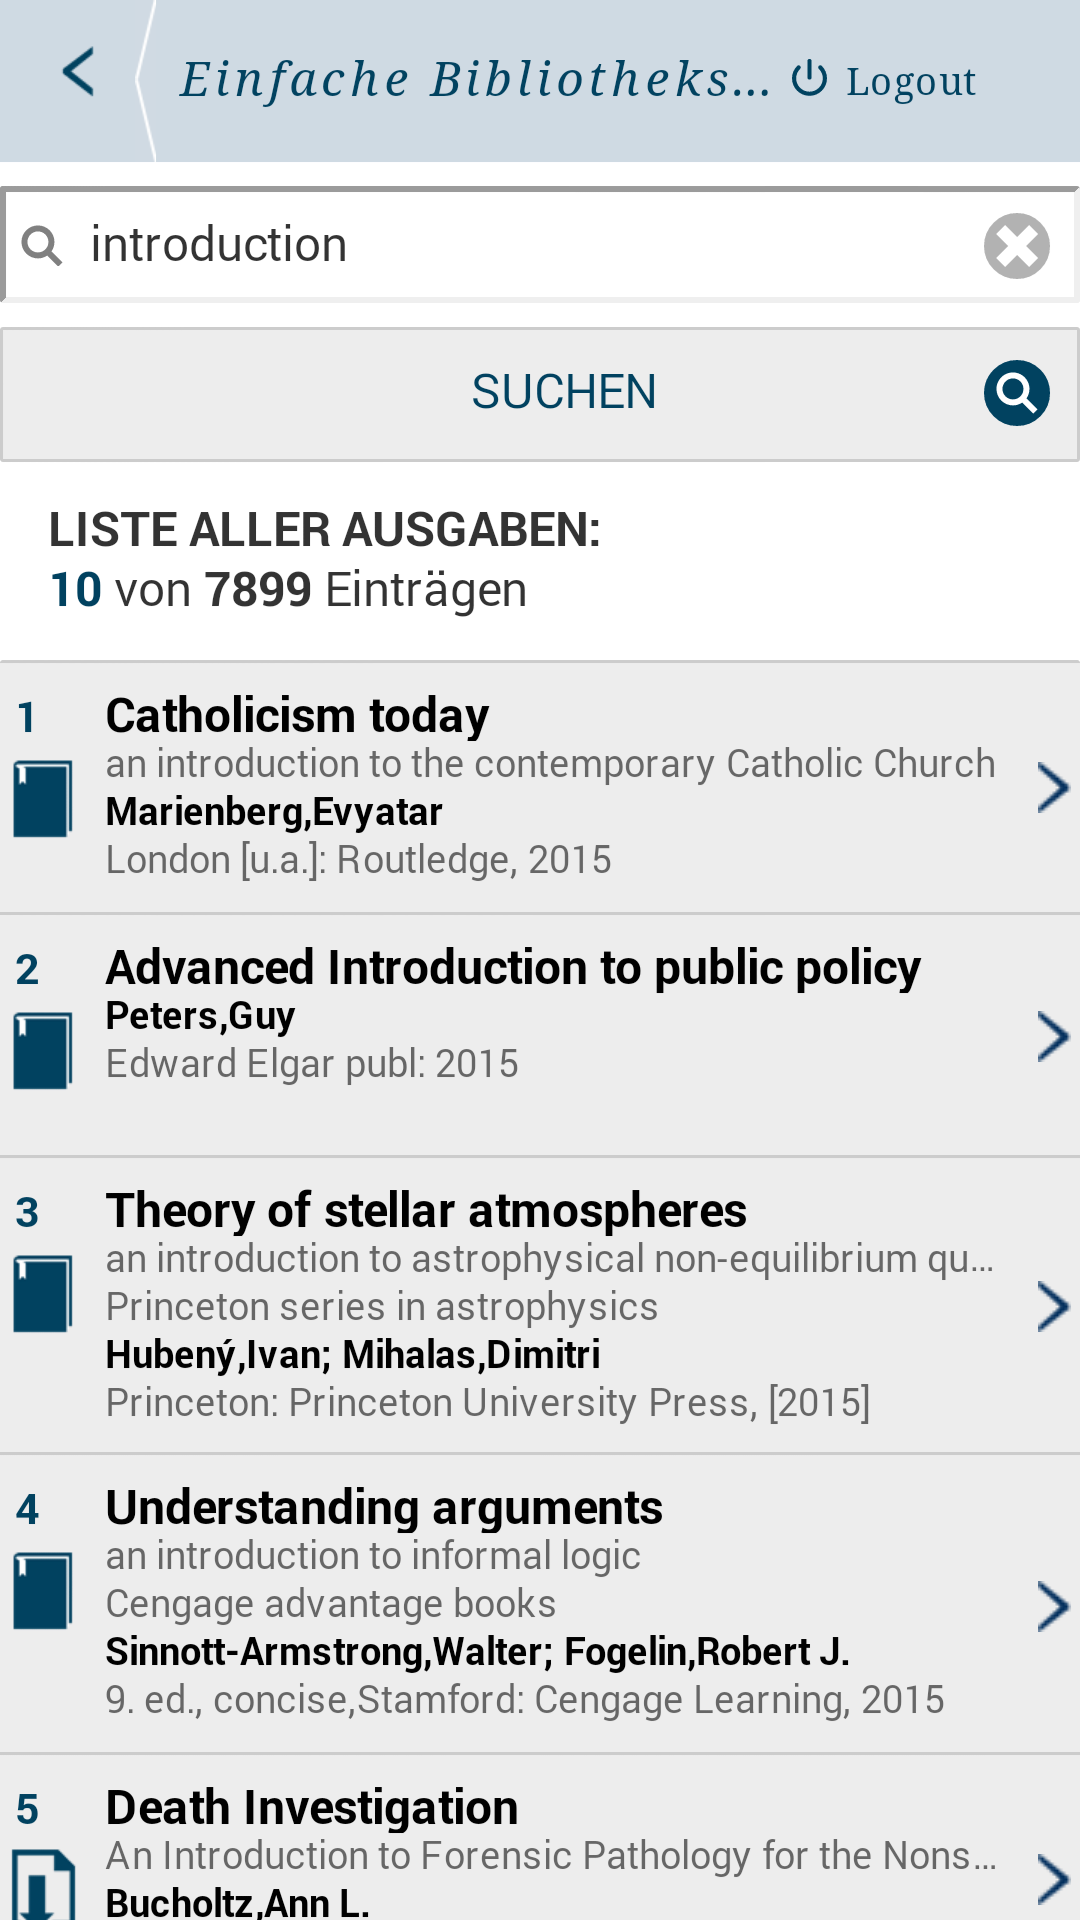 Einfache Bibliotheks...
Logout
introduction
SUCHEN
LISTE ALLER AUSGABEN:
10 von 7899 Einträgen
1
Catholicism today
an introduction to the contemporary Catholic Church
Marienberg,Evyatar
London [u.a.]: Routledge, 2015
2
Advanced Introduction to public policy
Peters,Guy
Edward Elgar publ: 2015
3
Theory of stellar atmospheres
an introduction to astrophysical non-equilibrium qu...
Princeton series in astrophysics
Hubený,Ivan; Mihalas,Dimitri
Princeton: Princeton University Press, [2015]
4
Understanding arguments
an introduction to informal logic
Cengage advantage books
Sinnott-Armstrong,Walter; Fogelin,Robert J.
9. ed., concise,Stamford: Cengage Learning, 2015
5
Death Investigation
An Introduction to Forensic Pathology for the Nons...
Bucholtz,Ann L.